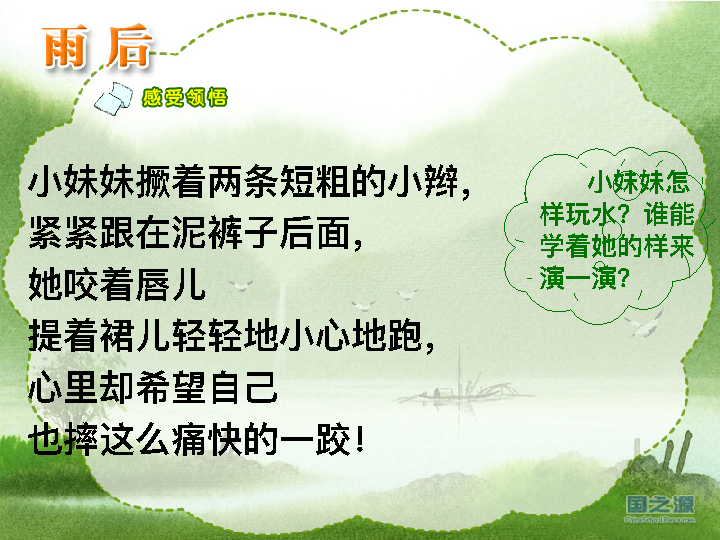 雨后
感受领悟
小妹妹撅着两条短粗的小辫，
紧紧跟在泥裤子后面，
她咬着唇儿
提着裙儿轻轻地小心地跑，
心里却希望自己
也摔这么痛快的一跤！
小妹妹怎
样玩水？谁能
学着她的样来
演一演？
国之源
ChinaSchoolResources